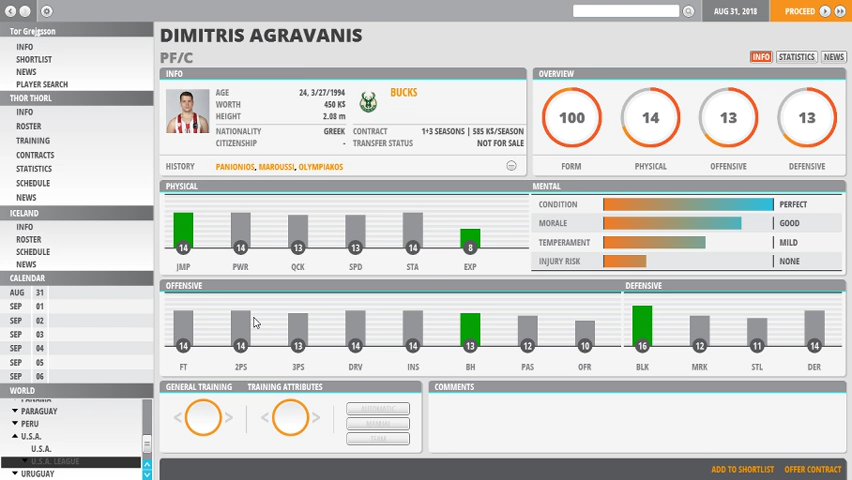 AUG 31, 2018
PROCEED
Tor Grejgsson
INFO
SHORTLIST
NEWS
PLAYER SEARCH
THOR THORL
INFO
ROSTER
TRAINING
CONTRACTS
STATISTICS
SCHEDULE
NEWS
ICELAND
INFO
ROSTER
SCHEDULE
NEWS
CALENDAR
AUG 31
SEP 01
SEP 02
SEP 03
SEP 04
SEP 05
SEP 06
WORLD
PARAGUAY
PERU
U.S.A.
U.S.A.
U.S.A. LEAGUE
URUGUAY
DIMITRIS AGRAVANIS
PF/C
INFO STATISTICS NEWS
INFO
AGE 24, 3/27/1994
WORTH 450 K$
HEIGHT 2.08 m
NATIONALITY GREEK
CITIZENSHIP -
BUCKS
CONTRACT 1+3 SEASONS | 585 K$/SEASON
TRANSFER STATUS NOT FOR SALE
HISTORY PANIONIOS, MAROUSSI, OLYMPIAKOS
OVERVIEW
100 14 13 13
FORM PHYSICAL OFFENSIVE DEFENSIVE
PHYSICAL
14 14 13 13 14 8
JMP PWR QCK SPD STA EXP
MENTAL
CONDITION PERFECT
MORALE GOOD
TEMPERAMENT MILD
INJURY RISK NONE
OFFENSIVE
14 14 13 14 14 13 12 10
FT 2PS 3PS DRV INS BH PAS OFR
DEFENSIVE
16 12 11 14
BLK MRK STL DER
GENERAL TRAINING TRAINING ATTRIBUTES
TEAM
COMMENTS
ADD TO SHORTLIST OFFER CONTRACT